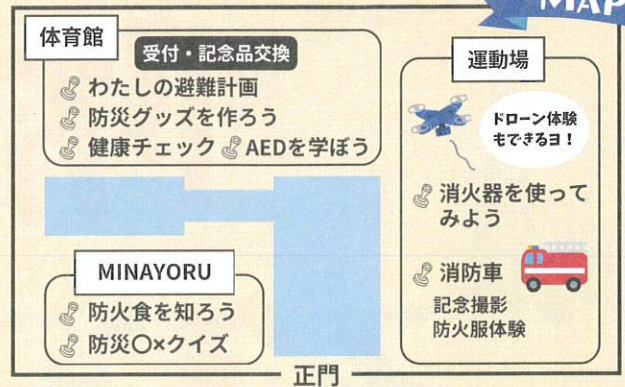 MAP
体育館
受付・記念品交換
わたしの避難計画
防災グッズを作ろう
健康チェック AEDを学ぼう
運動場
ドローン体験
もできるヨ!
消火器を使って
みよう
消防車
記念撮影
防火服体験
MINAYORU
防火食を知ろう
防災〇×クイズ
正門